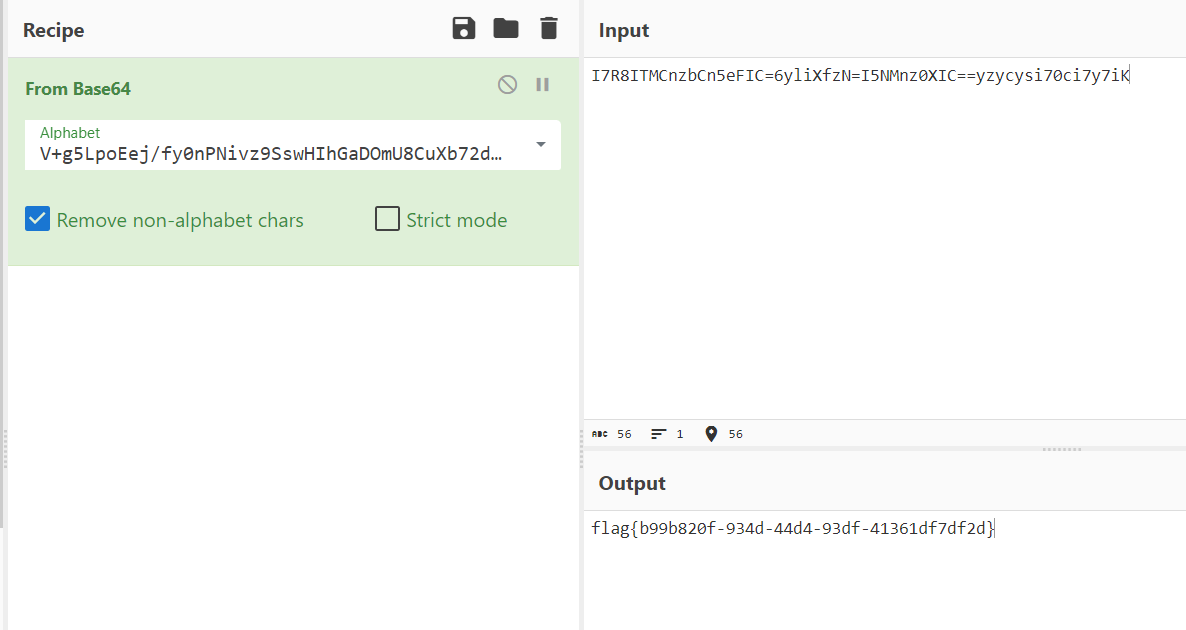 Recipe
From Base64
Alphabet
V+g5LpoEej/fy0nPNivz9SswHIhGaDOmU8CuXb72d…
Remove non-alphabet chars
Strict mode
Input
I7R8ITMCnzbCn5eFIC=6yliXfzN=I5NMnz0XIC==yzycysi70ci7y7iK
ABC 56 1 56
Output
flag{b99b820f-934d-44d4-93df-41361df7df2d}